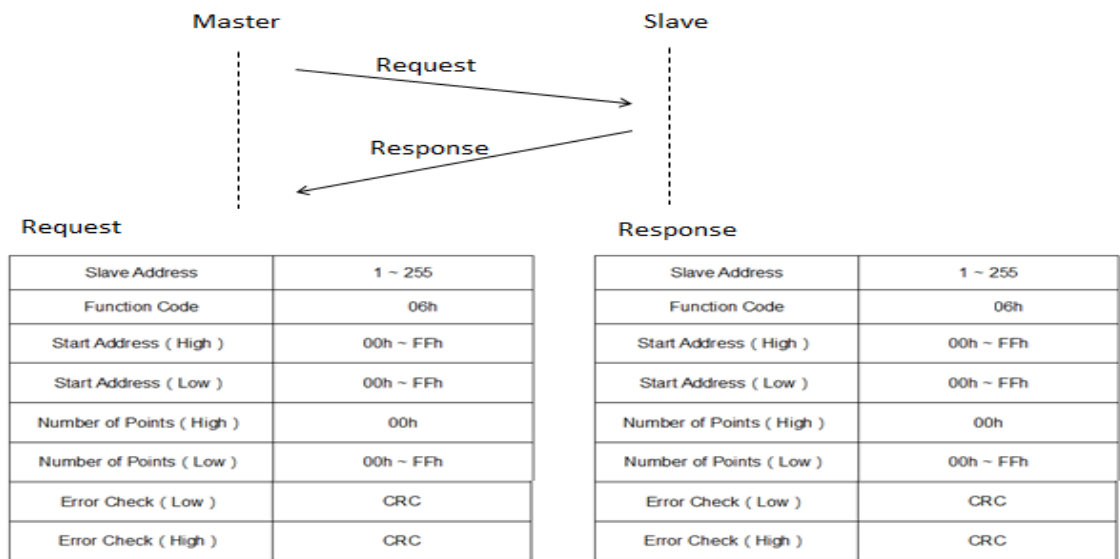 Master
Slave
Request
Response
Request
Slave Address 1 ~ 255
Function Code 06h
Start Address ( High ) 00h ~ FFh
Start Address ( Low ) 00h ~ FFh
Number of Points ( High ) 00h
Number of Points ( Low ) 00h ~ FFh
Error Check ( Low ) CRC
Error Check ( High ) CRC
Response
Slave Address 1 ~ 255
Function Code 06h
Start Address ( High ) 00h ~ FFh
Start Address ( Low ) 00h ~ FFh
Number of Points ( High ) 00h
Number of Points ( Low ) 00h ~ FFh
Error Check ( Low ) CRC
Error Check ( High ) CRC